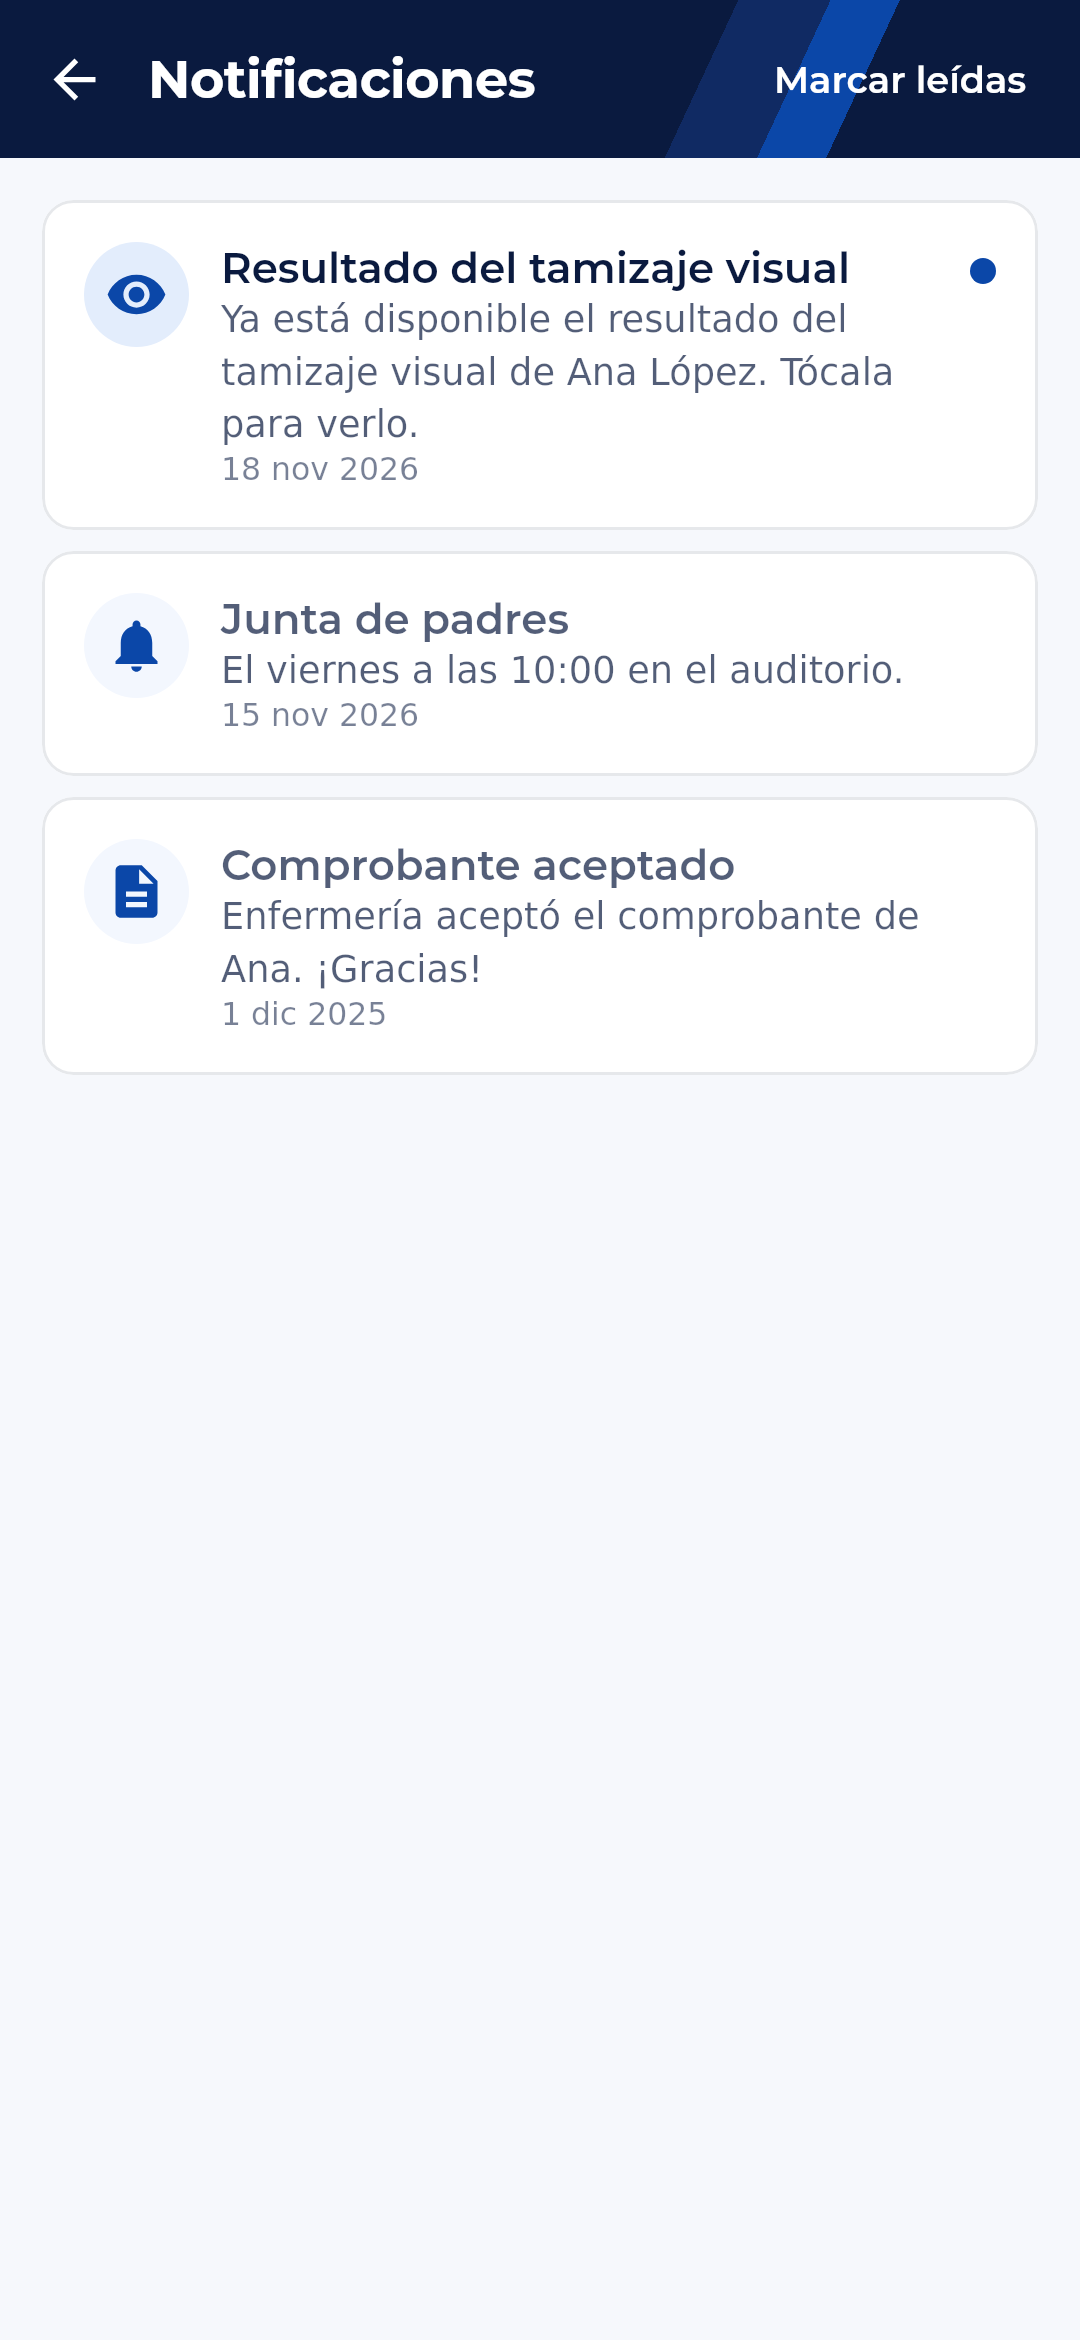 Notificaciones
Marcar leídas
Resultado del tamizaje visual
Ya está disponible el resultado del
tamizaje visual de Ana López. Tócala
para verlo.
18 nov 2026
Junta de padres
El viernes a las 10:00 en el auditorio.
15 nov 2026
Comprobante aceptado
Enfermería aceptó el comprobante de
Ana. ¡Gracias!
1 dic 2025